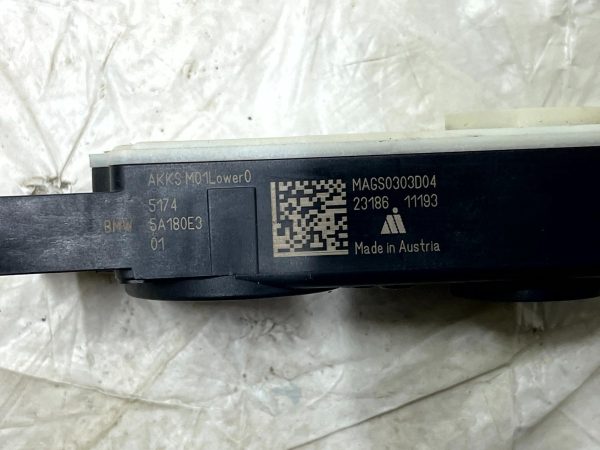 AKKS M01Lower0
5174
BMW 5A180E3
01
MAGS0303D04
23186 11193
Made in Austria